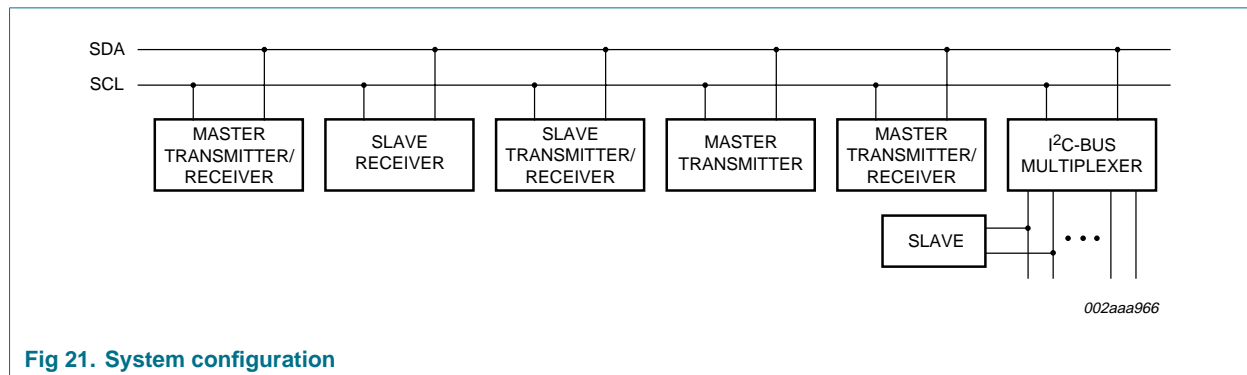 SDA
SCL
MASTER
TRANSMITTER/
RECEIVER
SLAVE
RECEIVER
SLAVE
TRANSMITTER/
RECEIVER
MASTER
TRANSMITTER
MASTER
TRANSMITTER/
RECEIVER
I²C-BUS
MULTIPLEXER
SLAVE
002aaa966
Fig 21. System configuration